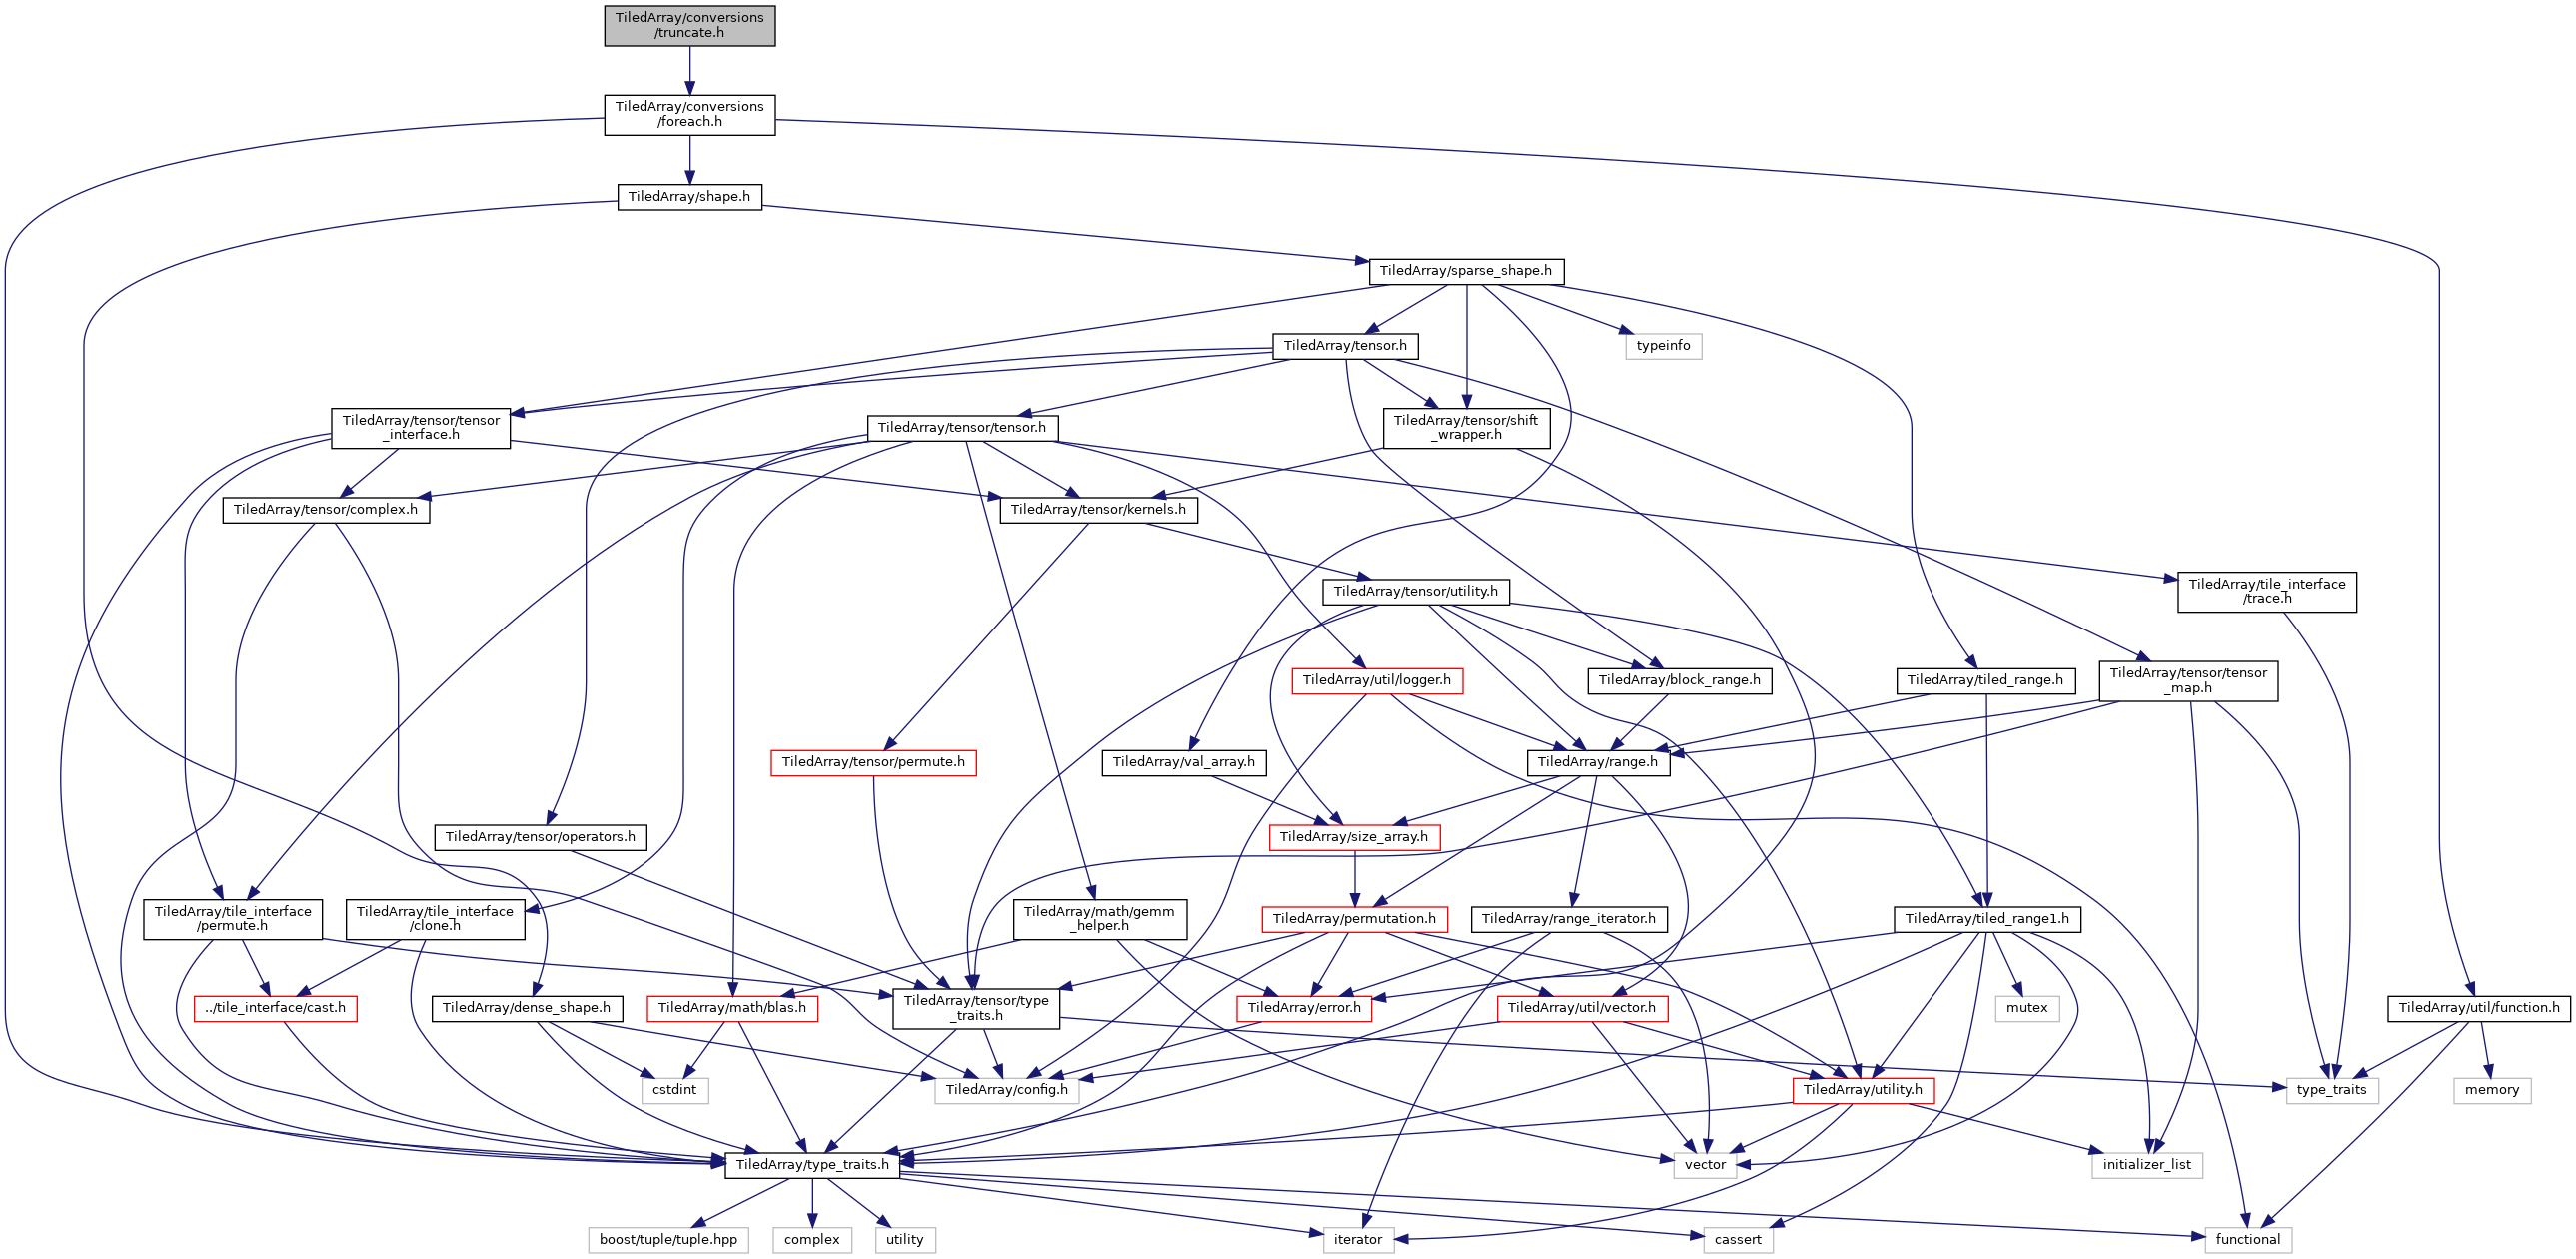 TiledArray/conversions
/truncate.h
TiledArray/conversions
/foreach.h
TiledArray/shape.h
TiledArray/sparse_shape.h
TiledArray/tensor.h
typeinfo
TiledArray/tensor/tensor
_interface.h
TiledArray/tensor/tensor.h
TiledArray/tensor/shift
_wrapper.h
TiledArray/tensor/complex.h
TiledArray/tensor/kernels.h
TiledArray/tensor/utility.h
TiledArray/tile_interface
/trace.h
TiledArray/util/logger.h
TiledArray/block_range.h
TiledArray/tiled_range.h
TiledArray/tensor/tensor
_map.h
TiledArray/tensor/permute.h
TiledArray/val_array.h
TiledArray/range.h
TiledArray/tensor/operators.h
TiledArray/size_array.h
TiledArray/tile_interface
/permute.h
TiledArray/tile_interface
/clone.h
TiledArray/math/gemm
_helper.h
TiledArray/permutation.h
TiledArray/range_iterator.h
TiledArray/tiled_range1.h
../tile_interface/cast.h
TiledArray/dense_shape.h
TiledArray/math/blas.h
TiledArray/tensor/type
_traits.h
TiledArray/error.h
TiledArray/util/vector.h
mutex
TiledArray/util/function.h
cstdint
TiledArray/config.h
TiledArray/utility.h
type_traits
memory
TiledArray/type_traits.h
vector
initializer_list
boost/tuple/tuple.hpp
complex
utility
iterator
cassert
functional